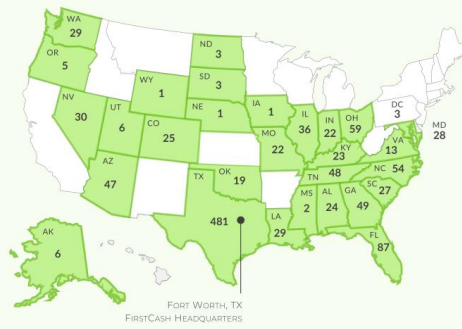 WA
29
OR
5
NV
30
UT
6
AZ
47
WY
1
CO
25
ND
3
SD
3
NE
1
IA
1
MO
22
OK
19
TX
481
LA
29
IL
36
IN
22
OH
59
KY
23
TN
48
MS
2
AL
24
GA
49
FL
87
SC
27
NC
54
VA
13
DC
3
MD
28
AK
6
FORT WORTH, TX
FIRSTCASH HEADQUARTERS